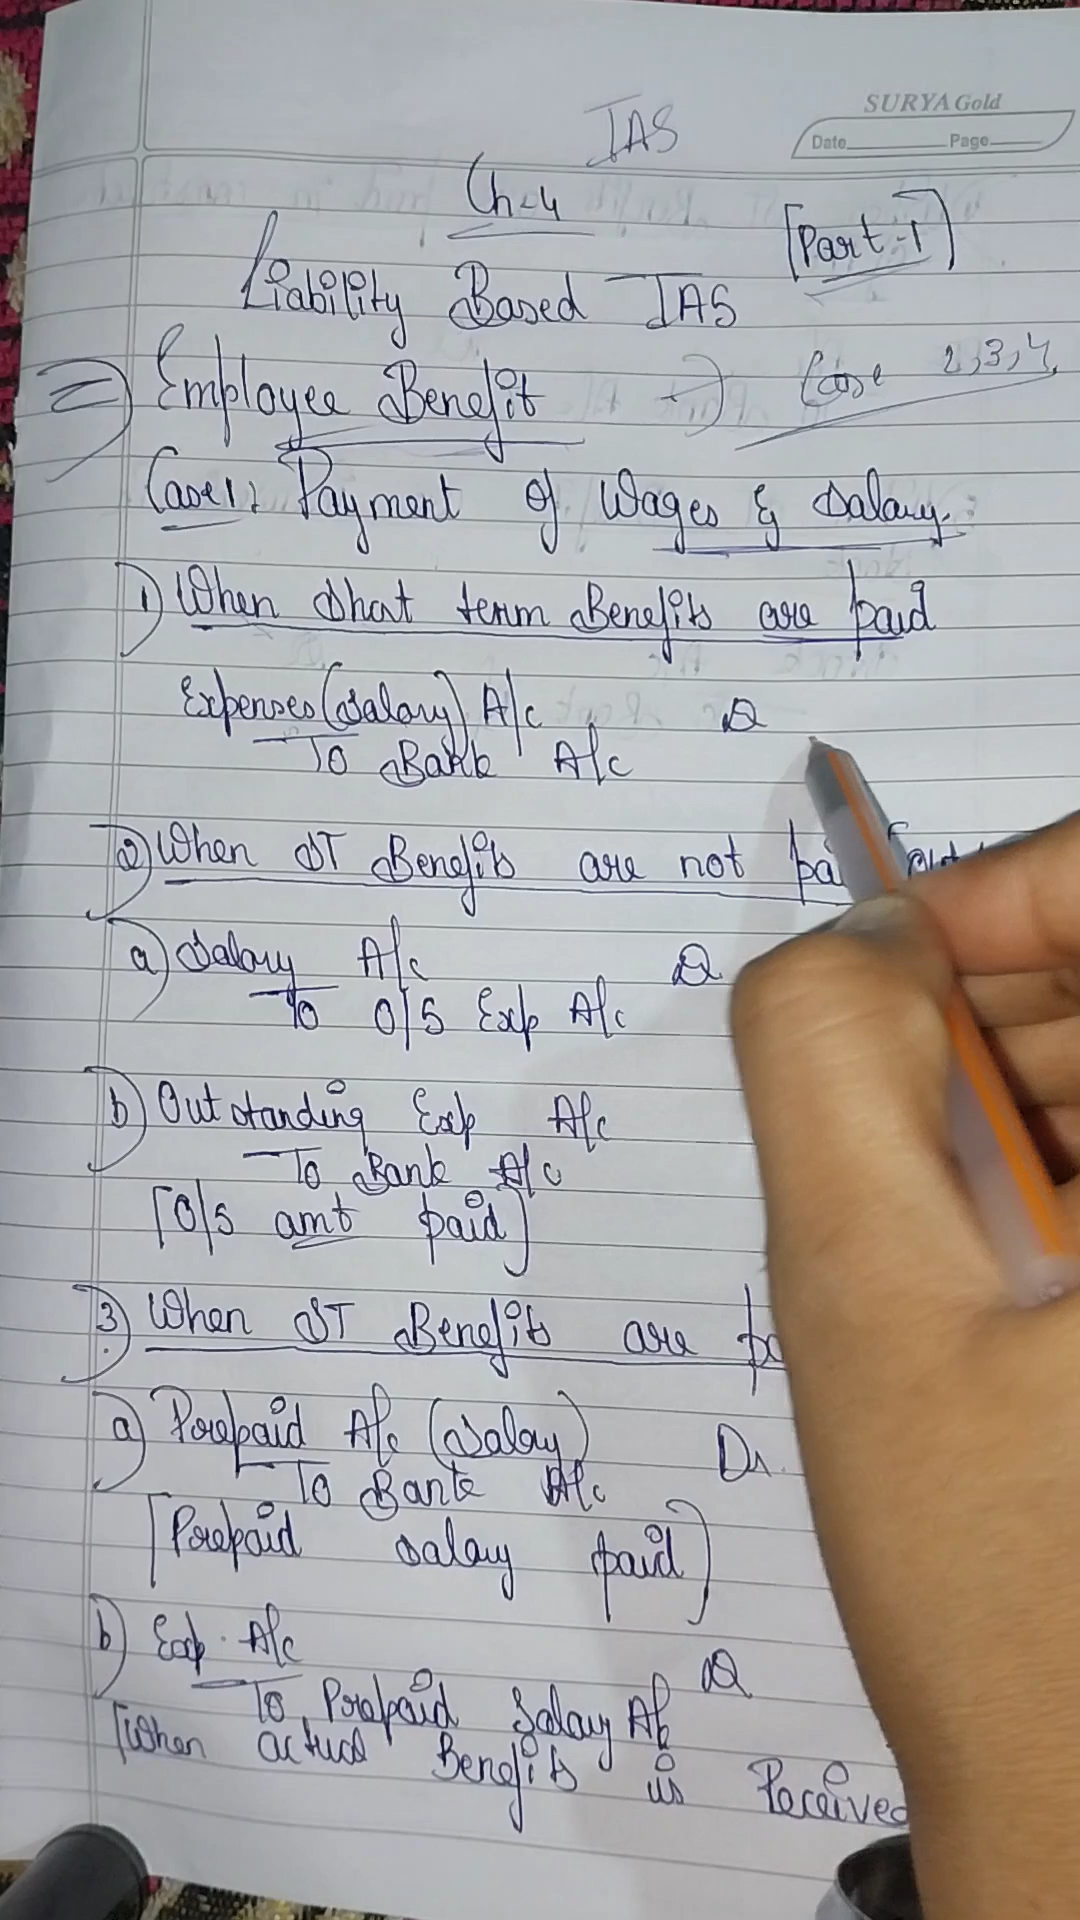 SURYA Gold
Date Page
IAS
Ch-4
[Part-I]
Liability Based IAS
Employee Benefit → Case 2,3,4
Case 1: Payment of Wages & Salary.
1) When Short term Benefits are paid
Expenses (Salary) A/c Dr
To Bank A/c
2) When ST Benefits are not
a) Salary A/c Dr
To O/S Exp A/c
b) Outstanding Exp A/c
To Bank A/c
[O/S amt paid]
3) When ST Benefits are
a) Prepaid A/c (Salary) Dr.
To Bank A/c
[Prepaid salary paid]
b) Exp. A/c Dr
To Prepaid Salary A/c
[When actual Benefits is Received